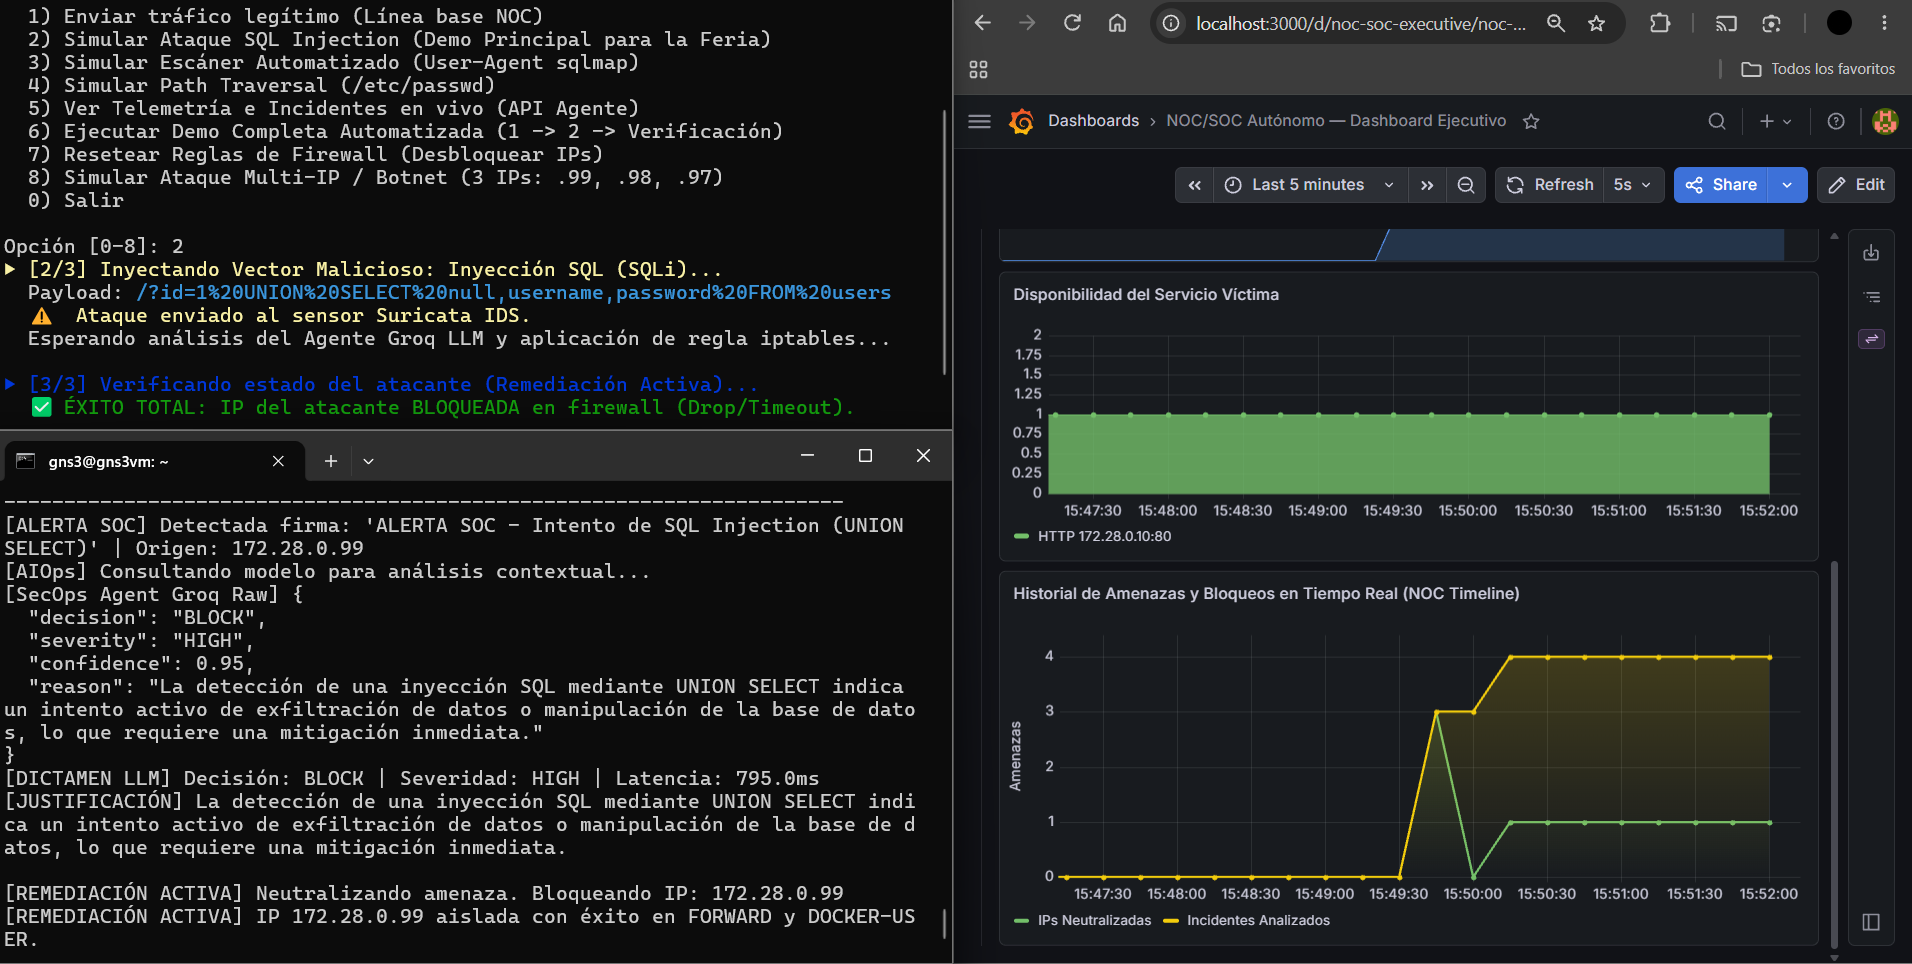 1) Enviar tráfico legítimo (Línea base NOC)
2) Simular Ataque SQL Injection (Demo Principal para la Feria)
3) Simular Escáner Automatizado (User-Agent sqlmap)
4) Simular Path Traversal (/etc/passwd)
5) Ver Telemetría e Incidentes en vivo (API Agente)
6) Ejecutar Demo Completa Automatizada (1 -> 2 -> Verificación)
7) Resetear Reglas de Firewall (Desbloquear IPs)
8) Simular Ataque Multi-IP / Botnet (3 IPs: .99, .98, .97)
0) Salir
Opción [0-8]: 2
▶ [2/3] Inyectando Vector Malicioso: Inyección SQL (SQLi)...
Payload: /?id=1%20UNION%20SELECT%20null,username,password%20FROM%20users
⚠ Ataque enviado al sensor Suricata IDS.
Esperando análisis del Agente Groq LLM y aplicación de regla iptables...
▶ [3/3] Verificando estado del atacante (Remediación Activa)...
✅ ÉXITO TOTAL: IP del atacante BLOQUEADA en firewall (Drop/Timeout).
gns3@gns3vm: ~
----------------------------------------------------------------------
[ALERTA SOC] Detectada firma: 'ALERTA SOC - Intento de SQL Injection (UNION
SELECT)' | Origen: 172.28.0.99
[AIOps] Consultando modelo para análisis contextual...
[SecOps Agent Groq Raw] {
"decision": "BLOCK",
"severity": "HIGH",
"confidence": 0.95,
"reason": "La detección de una inyección SQL mediante UNION SELECT indica
un intento activo de exfiltración de datos o manipulación de la base de dato
s, lo que requiere una mitigación inmediata."
}
[DICTAMEN LLM] Decisión: BLOCK | Severidad: HIGH | Latencia: 795.0ms
[JUSTIFICACIÓN] La detección de una inyección SQL mediante UNION SELECT indi
ca un intento activo de exfiltración de datos o manipulación de la base de d
atos, lo que requiere una mitigación inmediata.
[REMEDIACIÓN ACTIVA] Neutralizando amenaza. Bloqueando IP: 172.28.0.99
[REMEDIACIÓN ACTIVA] IP 172.28.0.99 aislada con éxito en FORWARD y DOCKER-US
ER.
localhost:3000/d/noc-soc-executive/noc-...
Todos los favoritos
Dashboards › NOC/SOC Autónomo — Dashboard Ejecutivo
Last 5 minutes Refresh 5s Share Edit
Disponibilidad del Servicio Víctima
2
1.75
1.5
1.25
1
0.75
0.5
0.25
0
15:47:30 15:48:00 15:48:30 15:49:00 15:49:30 15:50:00 15:50:30 15:51:00 15:51:30 15:52:00
HTTP 172.28.0.10:80
Historial de Amenazas y Bloqueos en Tiempo Real (NOC Timeline)
Amenazas
4
3
2
1
0
15:47:30 15:48:00 15:48:30 15:49:00 15:49:30 15:50:00 15:50:30 15:51:00 15:51:30 15:52:00
IPs Neutralizadas Incidentes Analizados